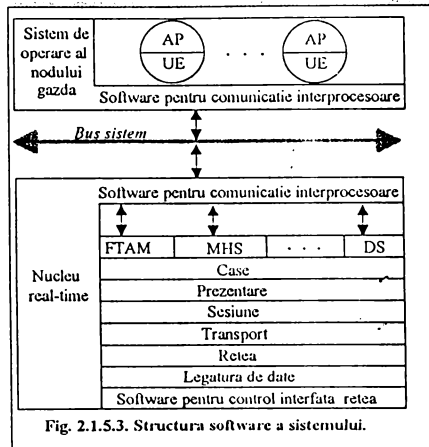 Sistem de operare al nodului gazda
AP
UE
. . .
AP
UE
Software pentru comunicatie interprocesoare
Bus sistem
Software pentru comunicatie interprocesoare
FTAM
MHS
. . .
DS
Nucleu real-time
Case
Prezentare
Sesiune
Transport
Retea
Legatura de date
Software pentru control interfata retea
Fig. 2.1.5.3. Structura software a sistemului.